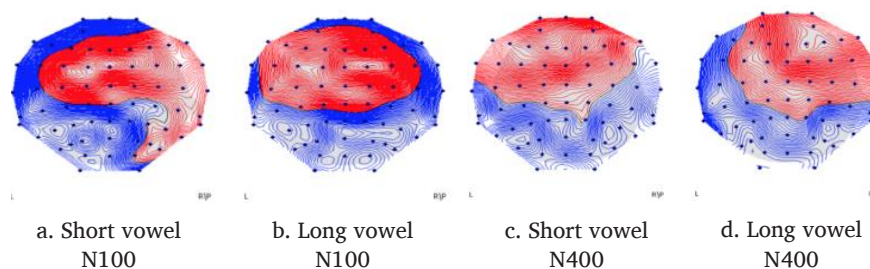 L R\P L R\P L R\P L
a. Short vowel b. Long vowel c. Short vowel d. Long vowel
N100 N100 N400 N400